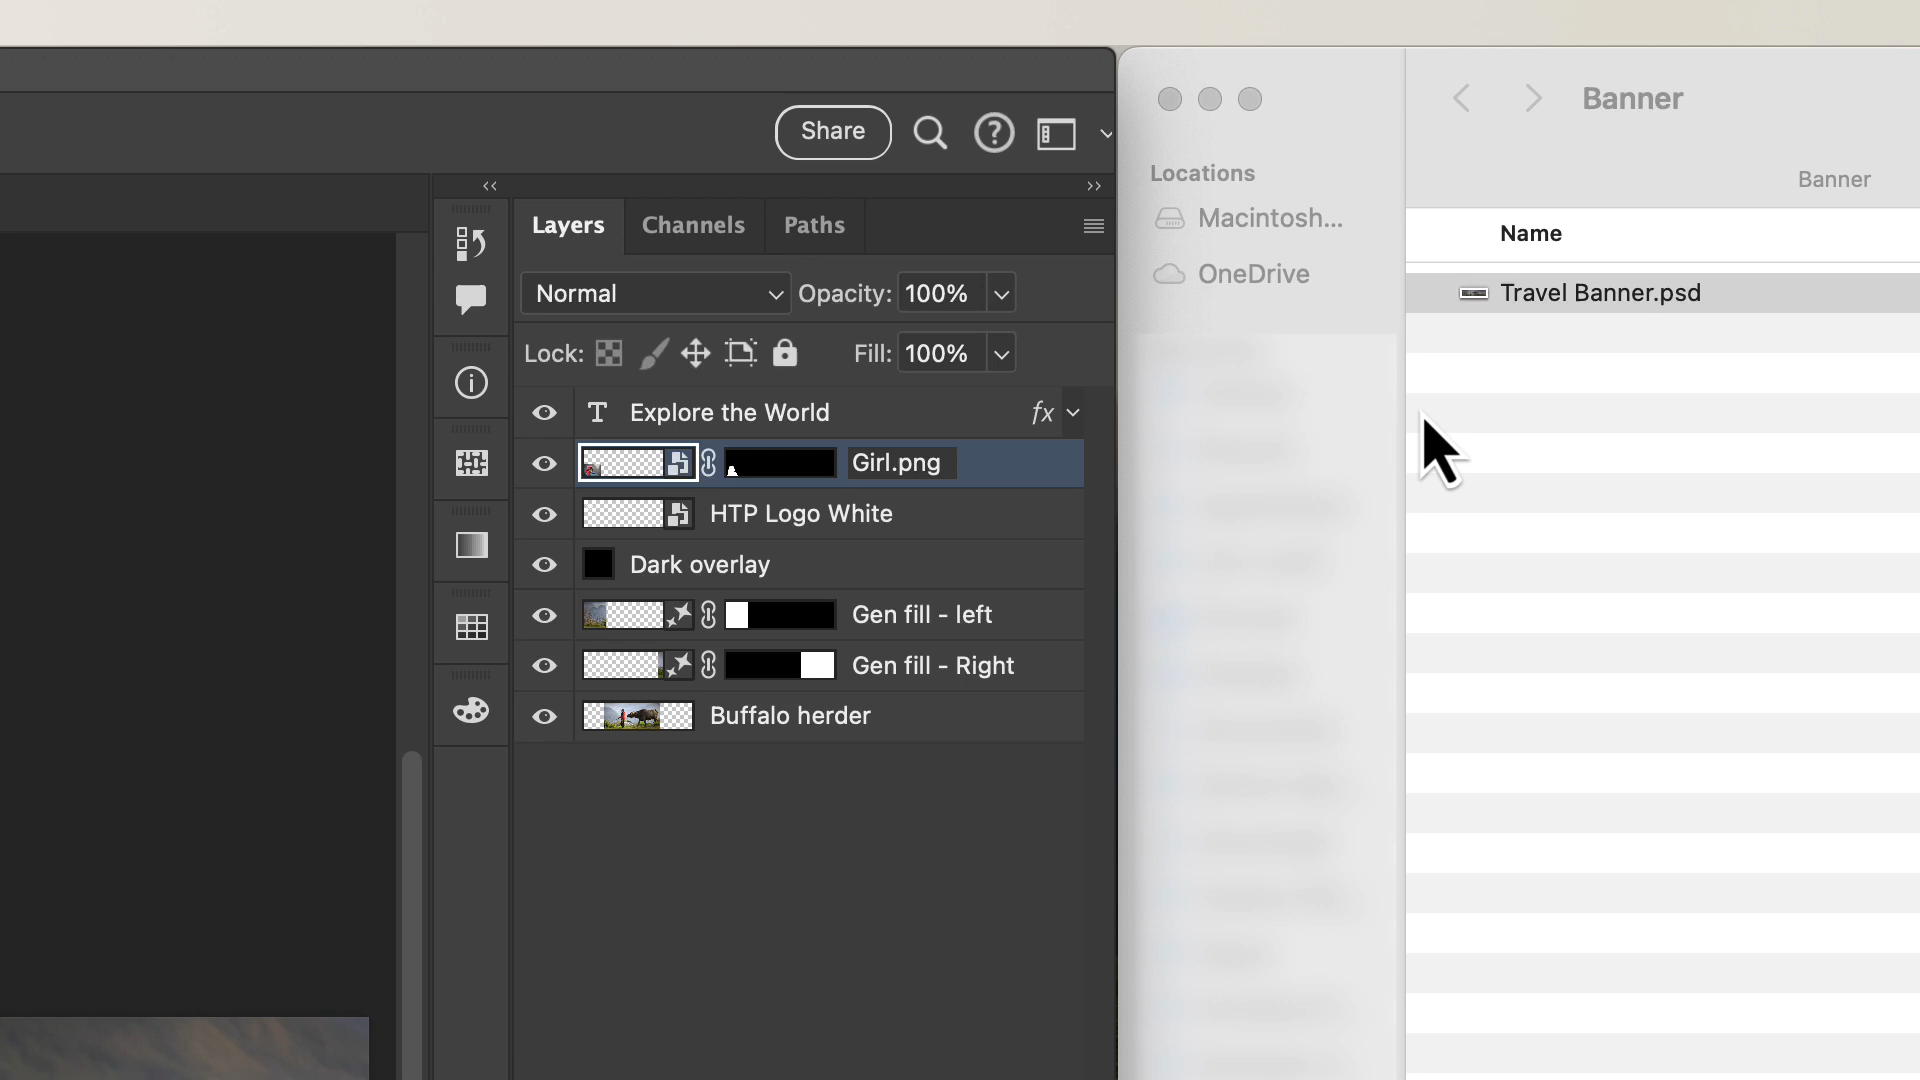 Share
Layers
Channels
Paths
Normal
Opacity: 100%
Lock:
Fill: 100%
T Explore the World fx
Girl.png
HTP Logo White
Dark overlay
Gen fill - left
Gen fill - Right
Buffalo herder
Locations
Macintosh...
OneDrive
Banner
Banner
Name
Travel Banner.psd